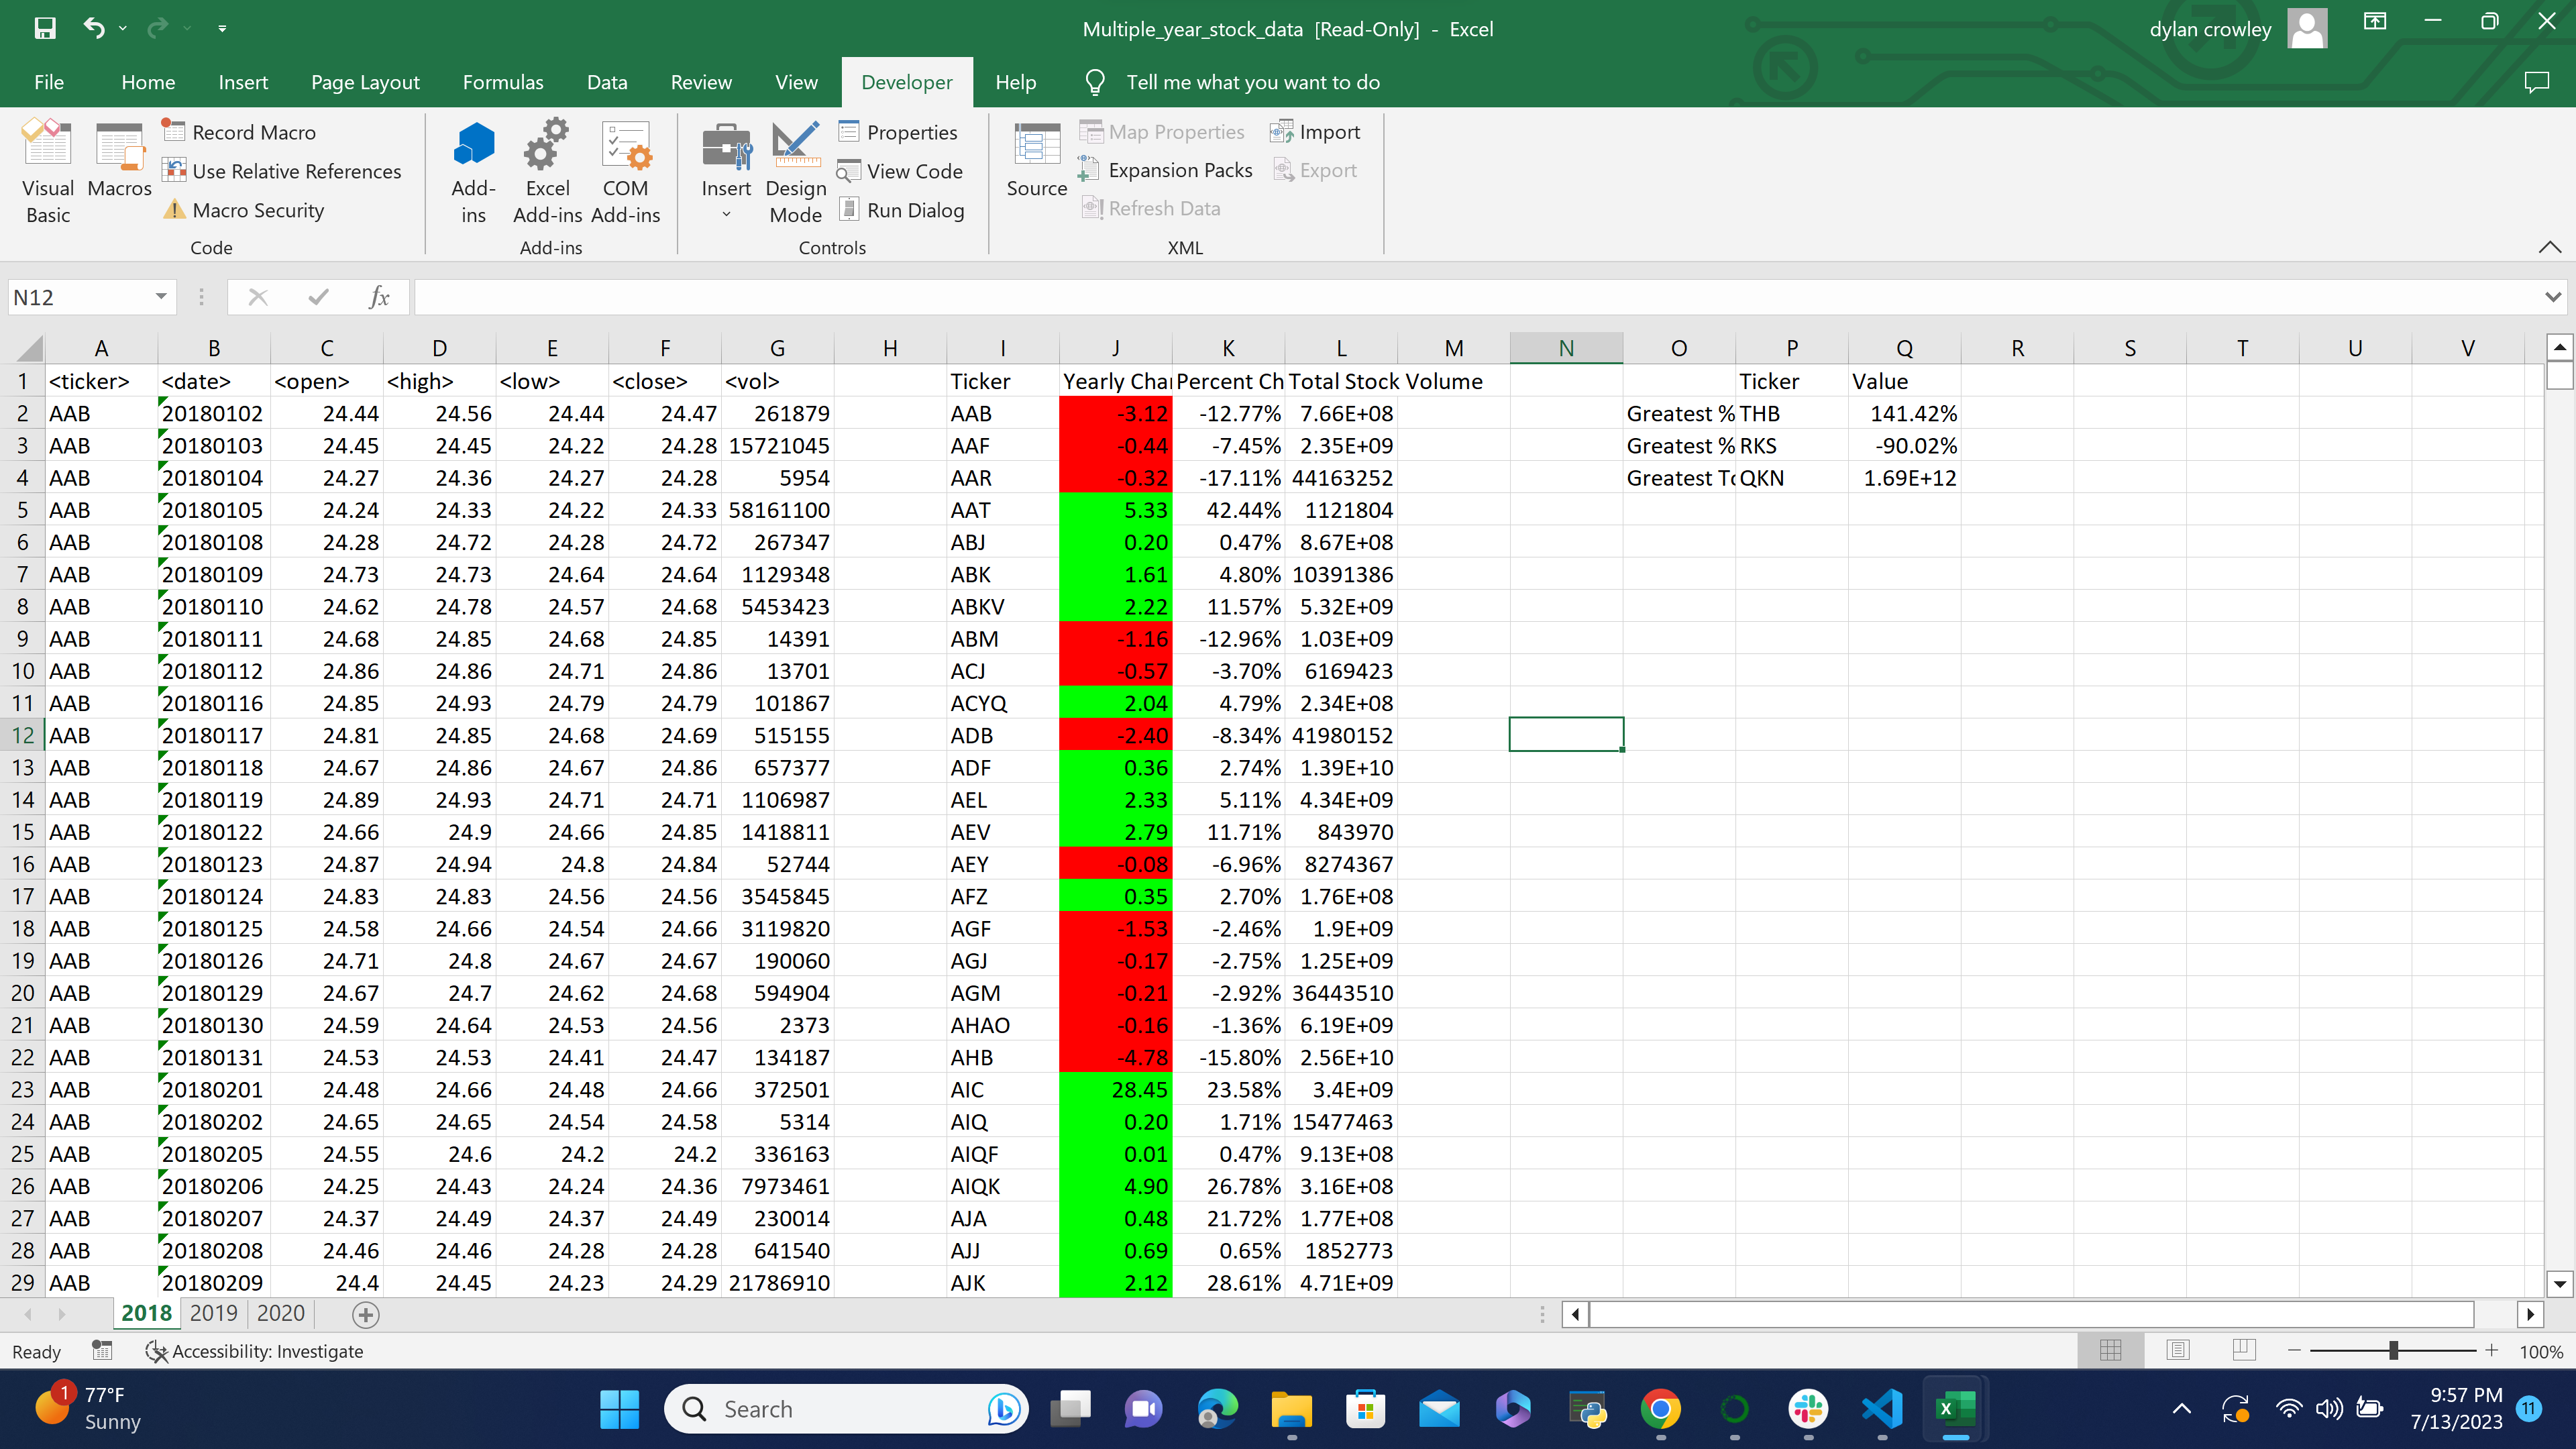 Multiple_year_stock_data [Read-Only] - Excel
dylan crowley
File Home Insert Page Layout Formulas Data Review View Developer Help Tell me what you want to do
Visual Basic
Macros
Record Macro
Use Relative References
Macro Security
Code
Add-ins
Excel Add-ins
COM Add-ins
Add-ins
Insert
Design Mode
Properties
View Code
Run Dialog
Controls
Source
Map Properties
Expansion Packs
Refresh Data
Import
Export
XML
N12 fx
A B C D E F G H I J K L M N O P Q R S T U V
1 <ticker> <date> <open> <high> <low> <close> <vol> Ticker Yearly Char Percent Ch Total Stock Volume Ticker Value
2 AAB 20180102 24.44 24.56 24.44 24.47 261879 AAB -3.12 -12.77% 7.66E+08 Greatest % THB 141.42%
3 AAB 20180103 24.45 24.45 24.22 24.28 15721045 AAF -0.44 -7.45% 2.35E+09 Greatest % RKS -90.02%
4 AAB 20180104 24.27 24.36 24.27 24.28 5954 AAR -0.32 -17.11% 44163252 Greatest To QKN 1.69E+12
5 AAB 20180105 24.24 24.33 24.22 24.33 58161100 AAT 5.33 42.44% 1121804
6 AAB 20180108 24.28 24.72 24.28 24.72 267347 ABJ 0.20 0.47% 8.67E+08
7 AAB 20180109 24.73 24.73 24.64 24.64 1129348 ABK 1.61 4.80% 10391386
8 AAB 20180110 24.62 24.78 24.57 24.68 5453423 ABKV 2.22 11.57% 5.32E+09
9 AAB 20180111 24.68 24.85 24.68 24.85 14391 ABM -1.16 -12.96% 1.03E+09
10 AAB 20180112 24.86 24.86 24.71 24.86 13701 ACJ -0.57 -3.70% 6169423
11 AAB 20180116 24.85 24.93 24.79 24.79 101867 ACYQ 2.04 4.79% 2.34E+08
12 AAB 20180117 24.81 24.85 24.68 24.69 515155 ADB -2.40 -8.34% 41980152
13 AAB 20180118 24.67 24.86 24.67 24.86 657377 ADF 0.36 2.74% 1.39E+10
14 AAB 20180119 24.89 24.93 24.71 24.71 1106987 AEL 2.33 5.11% 4.34E+09
15 AAB 20180122 24.66 24.9 24.66 24.85 1418811 AEV 2.79 11.71% 843970
16 AAB 20180123 24.87 24.94 24.8 24.84 52744 AEY -0.08 -6.96% 8274367
17 AAB 20180124 24.83 24.83 24.56 24.56 3545845 AFZ 0.35 2.70% 1.76E+08
18 AAB 20180125 24.58 24.66 24.54 24.66 3119820 AGF -1.53 -2.46% 1.9E+09
19 AAB 20180126 24.71 24.8 24.67 24.67 190060 AGJ -0.17 -2.75% 1.25E+09
20 AAB 20180129 24.67 24.7 24.62 24.68 594904 AGM -0.21 -2.92% 36443510
21 AAB 20180130 24.59 24.64 24.53 24.56 2373 AHAO -0.16 -1.36% 6.19E+09
22 AAB 20180131 24.53 24.53 24.41 24.47 134187 AHB -4.78 -15.80% 2.56E+10
23 AAB 20180201 24.48 24.66 24.48 24.66 372501 AIC 28.45 23.58% 3.4E+09
24 AAB 20180202 24.65 24.65 24.54 24.58 5314 AIQ 0.20 1.71% 15477463
25 AAB 20180205 24.55 24.6 24.2 24.2 336163 AIQF 0.01 0.47% 9.13E+08
26 AAB 20180206 24.25 24.43 24.24 24.36 7973461 AIQK 4.90 26.78% 3.16E+08
27 AAB 20180207 24.37 24.49 24.37 24.49 230014 AJA 0.48 21.72% 1.77E+08
28 AAB 20180208 24.46 24.46 24.28 24.28 641540 AJJ 0.69 0.65% 1852773
29 AAB 20180209 24.4 24.45 24.23 24.29 21786910 AJK 2.12 28.61% 4.71E+09
2018 2019 2020
Ready Accessibility: Investigate 100%
1 77°F
Sunny
Search
9:57 PM
7/13/2023
11